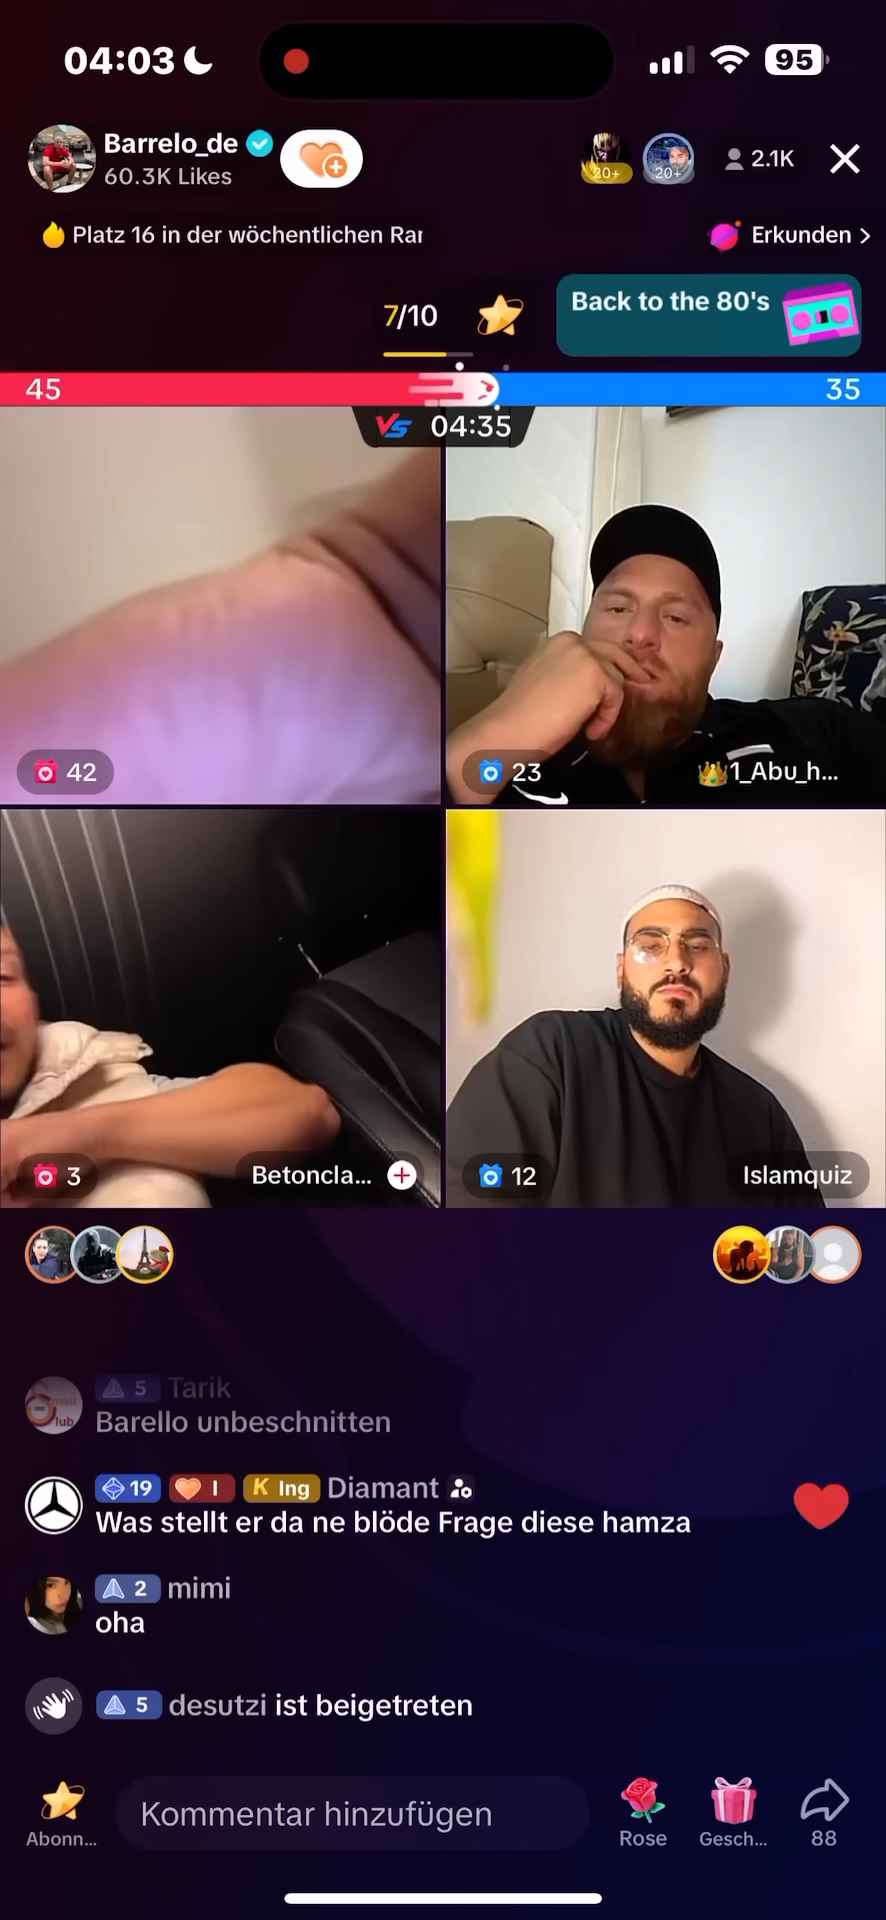 04:03
95
Barrelo_de
60.3K Likes
20+
20+
2.1K
Platz 16 in der wöchentlichen Ran
Erkunden >
7/10
Back to the 80's
45
35
VS 04:35
42
23
1_Abu_h...
3
Betoncla...
12
Islamquiz
5 Tarik
Barello unbeschnitten
19 I K Ing Diamant
Was stellt er da ne blöde Frage diese hamza
2 mimi
oha
5 desutzi ist beigetreten
Abonn...
Kommentar hinzufügen
Rose
Gesch...
88